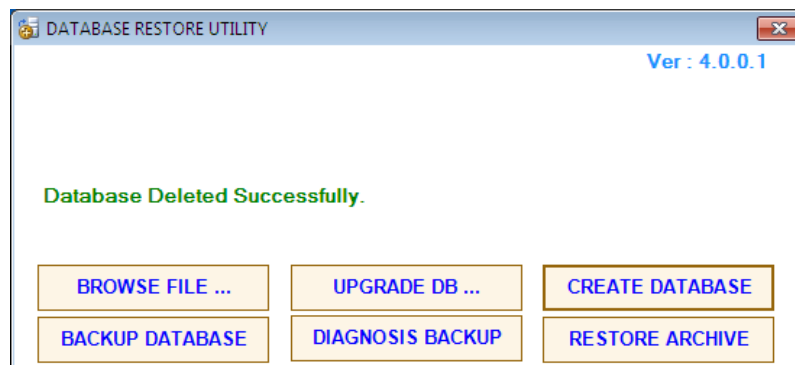 DATABASE RESTORE UTILITY
Ver : 4.0.0.1
Database Deleted Successfully.
BROWSE FILE ... UPGRADE DB ... CREATE DATABASE
BACKUP DATABASE DIAGNOSIS BACKUP RESTORE ARCHIVE